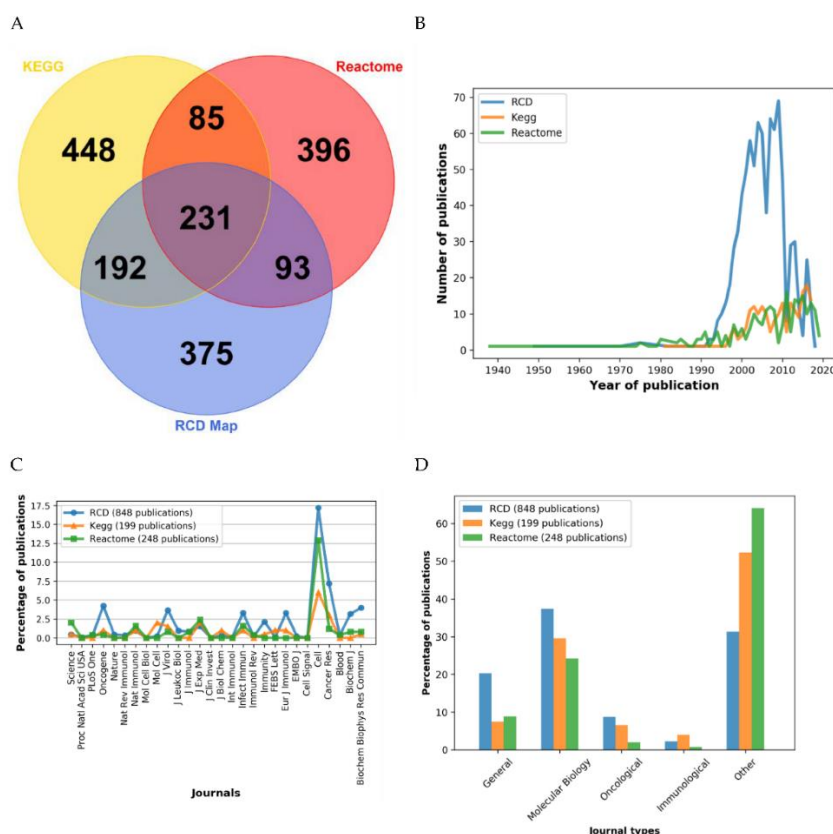 A
KEGG
Reactome
448
85
396
231
192
93
375
RCD Map
B
Number of publications
70
60
50
40
30
20
10
0
RCD
Kegg
Reactome
1940 1950 1960 1970 1980 1990 2000 2010 2020
Year of publication
C
Percentage of publications
17.5
15.0
12.5
10.0
7.5
5.0
2.5
0.0
RCD (848 publications)
Kegg (199 publications)
Reactome (248 publications)
Science
Proc Natl Acad Sci USA
PLoS One
Oncogene
Nature
Nat Rev Immunol
Nat Immunol
Mol Cell Biol
Mol Cell
J Virol
J Leukoc Biol
J Immunol
J Exp Med
J Clin Invest
J Biol Chem
Int Immunol
Infect Immun
Immunol Rev
Immunity
FEBS Lett
Eur J Immunol
EMBO J
Cell Signal
Cell
Cancer Res
Blood
Biochem J
Biochem Biophys Res Commun
Journals
D
Percentage of publications
60
50
40
30
20
10
0
RCD (848 publications)
Kegg (199 publications)
Reactome (248 publications)
General
Molecular Biology
Oncological
Immunological
Other
Journal types